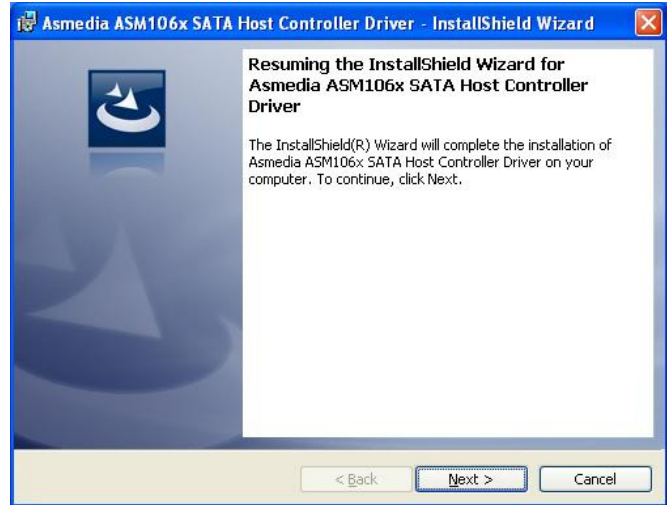 Asmedia ASM106x SATA Host Controller Driver - InstallShield Wizard
Resuming the InstallShield Wizard for
Asmedia ASM106x SATA Host Controller
Driver
The InstallShield(R) Wizard will complete the installation of
Asmedia ASM106x SATA Host Controller Driver on your
computer. To continue, click Next.
< Back Next > Cancel